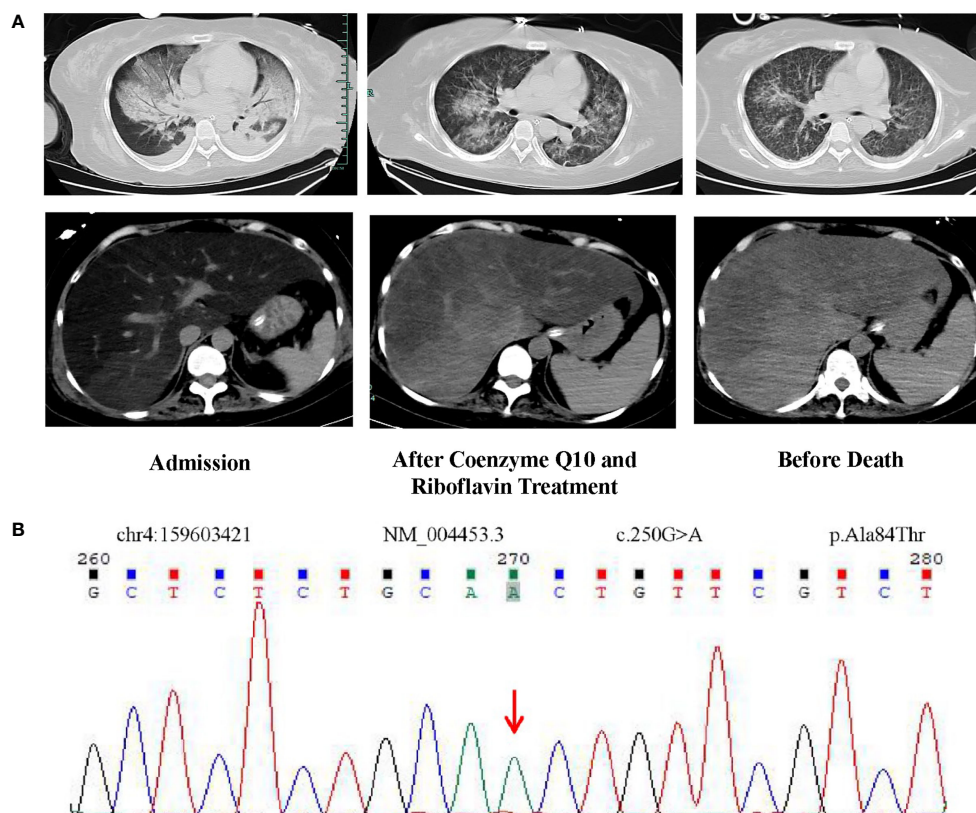 A
Admission
After Coenzyme Q10 and
Riboflavin Treatment
Before Death
B
chr4:159603421 NM_004453.3 c.250G>A p.Ala84Thr
260 270 280
G C T C T C T G C A A C T G T T C G T C T